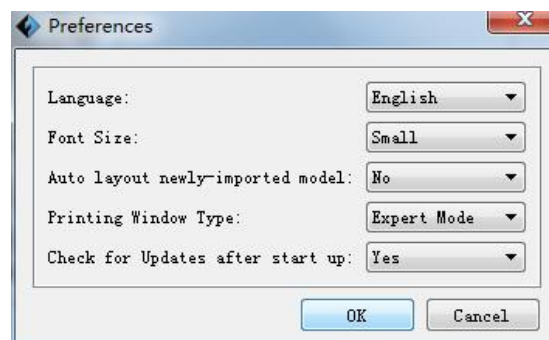 Preferences
Language: English
Font Size: Small
Auto layout newly-imported model: No
Printing Window Type: Expert Mode
Check for Updates after start up: Yes
OK Cancel